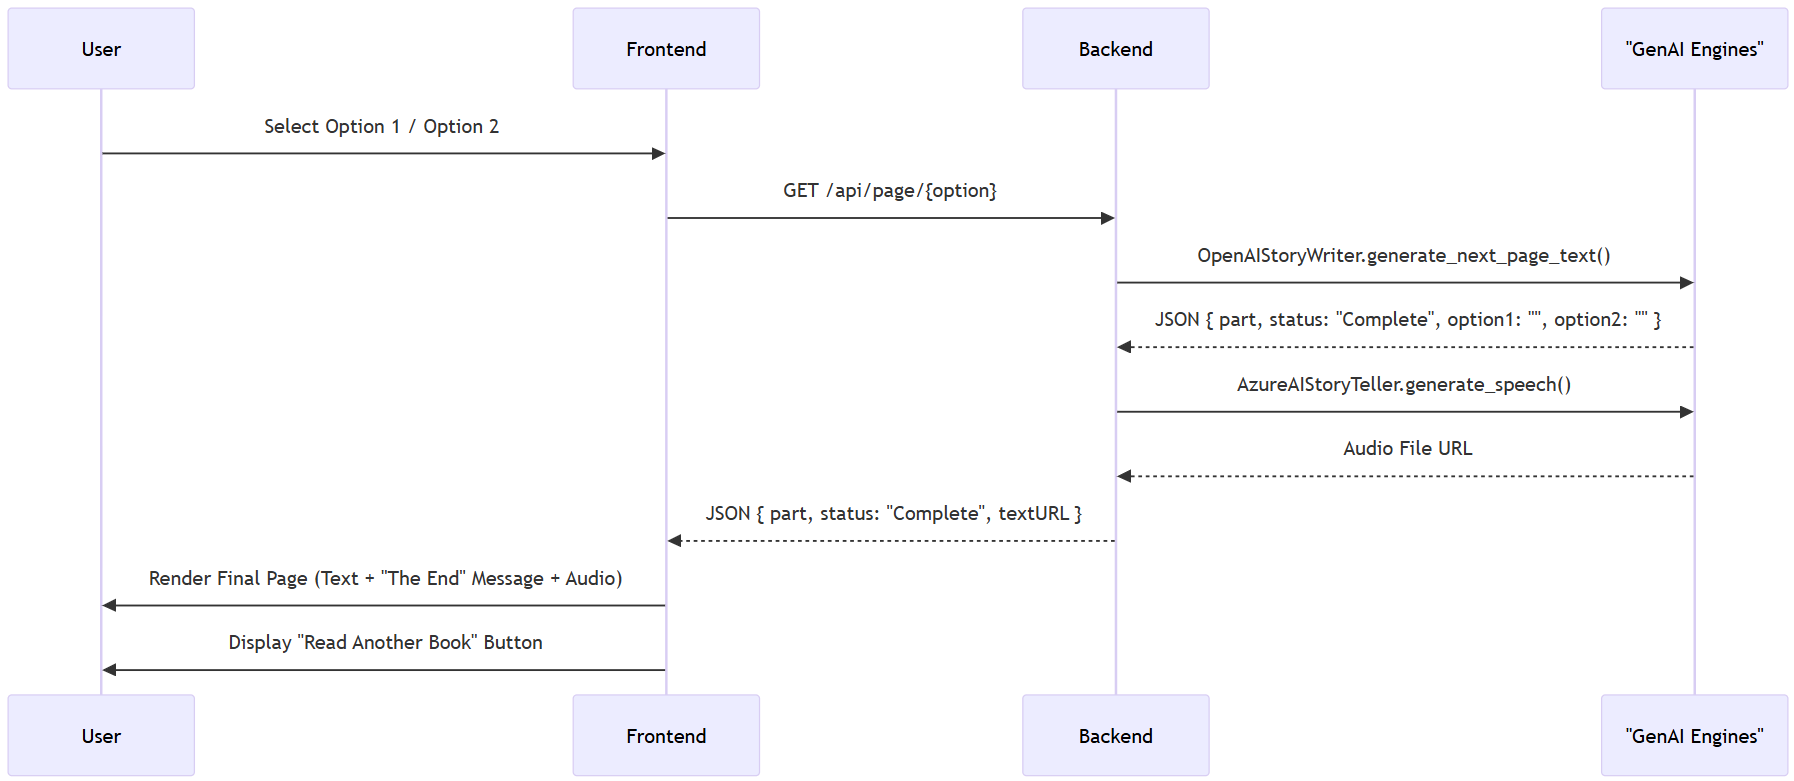 User
Frontend
Backend
"GenAI Engines"
Select Option 1 / Option 2
GET /api/page/{option}
OpenAIStoryWriter.generate_next_page_text()
JSON { part, status: "Complete", option1: "", option2: "" }
AzureAIStoryTeller.generate_speech()
Audio File URL
JSON { part, status: "Complete", textURL }
Render Final Page (Text + "The End" Message + Audio)
Display "Read Another Book" Button
User
Frontend
Backend
"GenAI Engines"